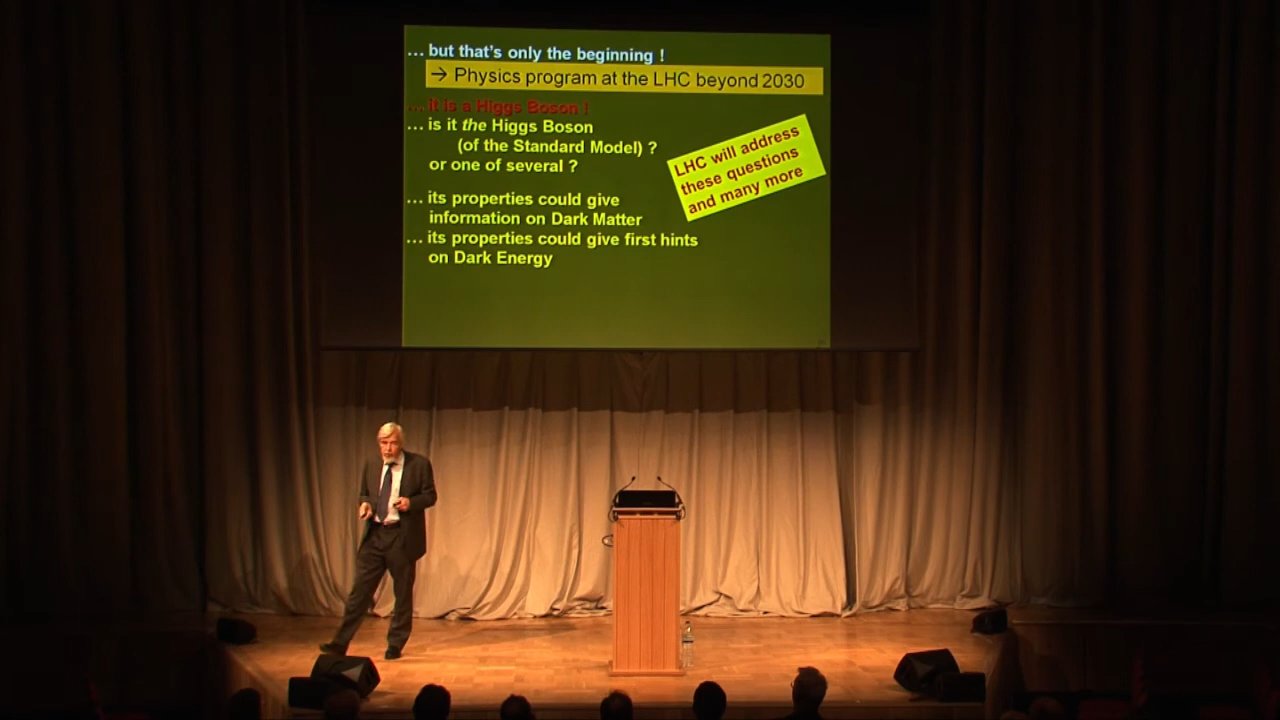 ... but that's only the beginning !
→ Physics program at the LHC beyond 2030
... it is a Higgs Boson !
... is it the Higgs Boson
(of the Standard Model) ?
or one of several ?
LHC will address
these questions
and many more
... its properties could give
information on Dark Matter
... its properties could give first hints
on Dark Energy